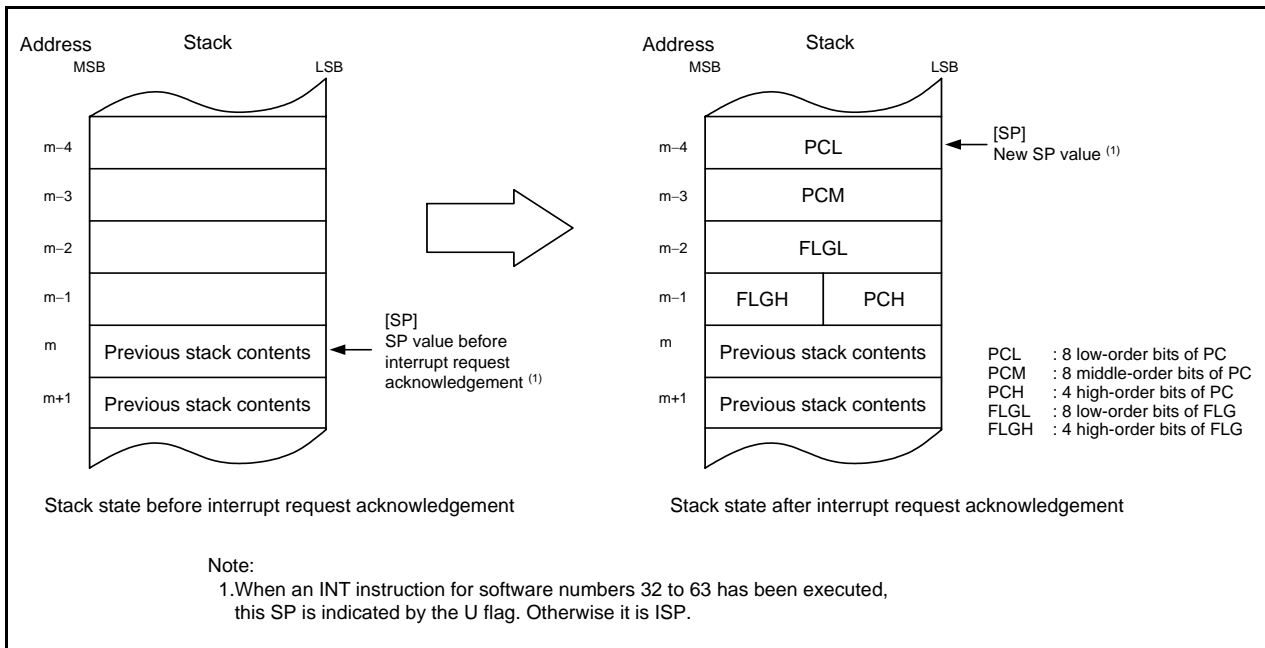 Address
Stack
MSB
LSB
m−4
m−3
m−2
m−1
m
Previous stack contents
m+1
Previous stack contents
[SP]
SP value before
interrupt request
acknowledgement (1)
Stack state before interrupt request acknowledgement
Address
Stack
MSB
LSB
m−4
PCL
m−3
PCM
m−2
FLGL
m−1
FLGH
PCH
m
Previous stack contents
m+1
Previous stack contents
[SP]
New SP value (1)
PCL : 8 low-order bits of PC
PCM : 8 middle-order bits of PC
PCH : 4 high-order bits of PC
FLGL : 8 low-order bits of FLG
FLGH : 4 high-order bits of FLG
Stack state after interrupt request acknowledgement
Note:
1.When an INT instruction for software numbers 32 to 63 has been executed,
this SP is indicated by the U flag. Otherwise it is ISP.